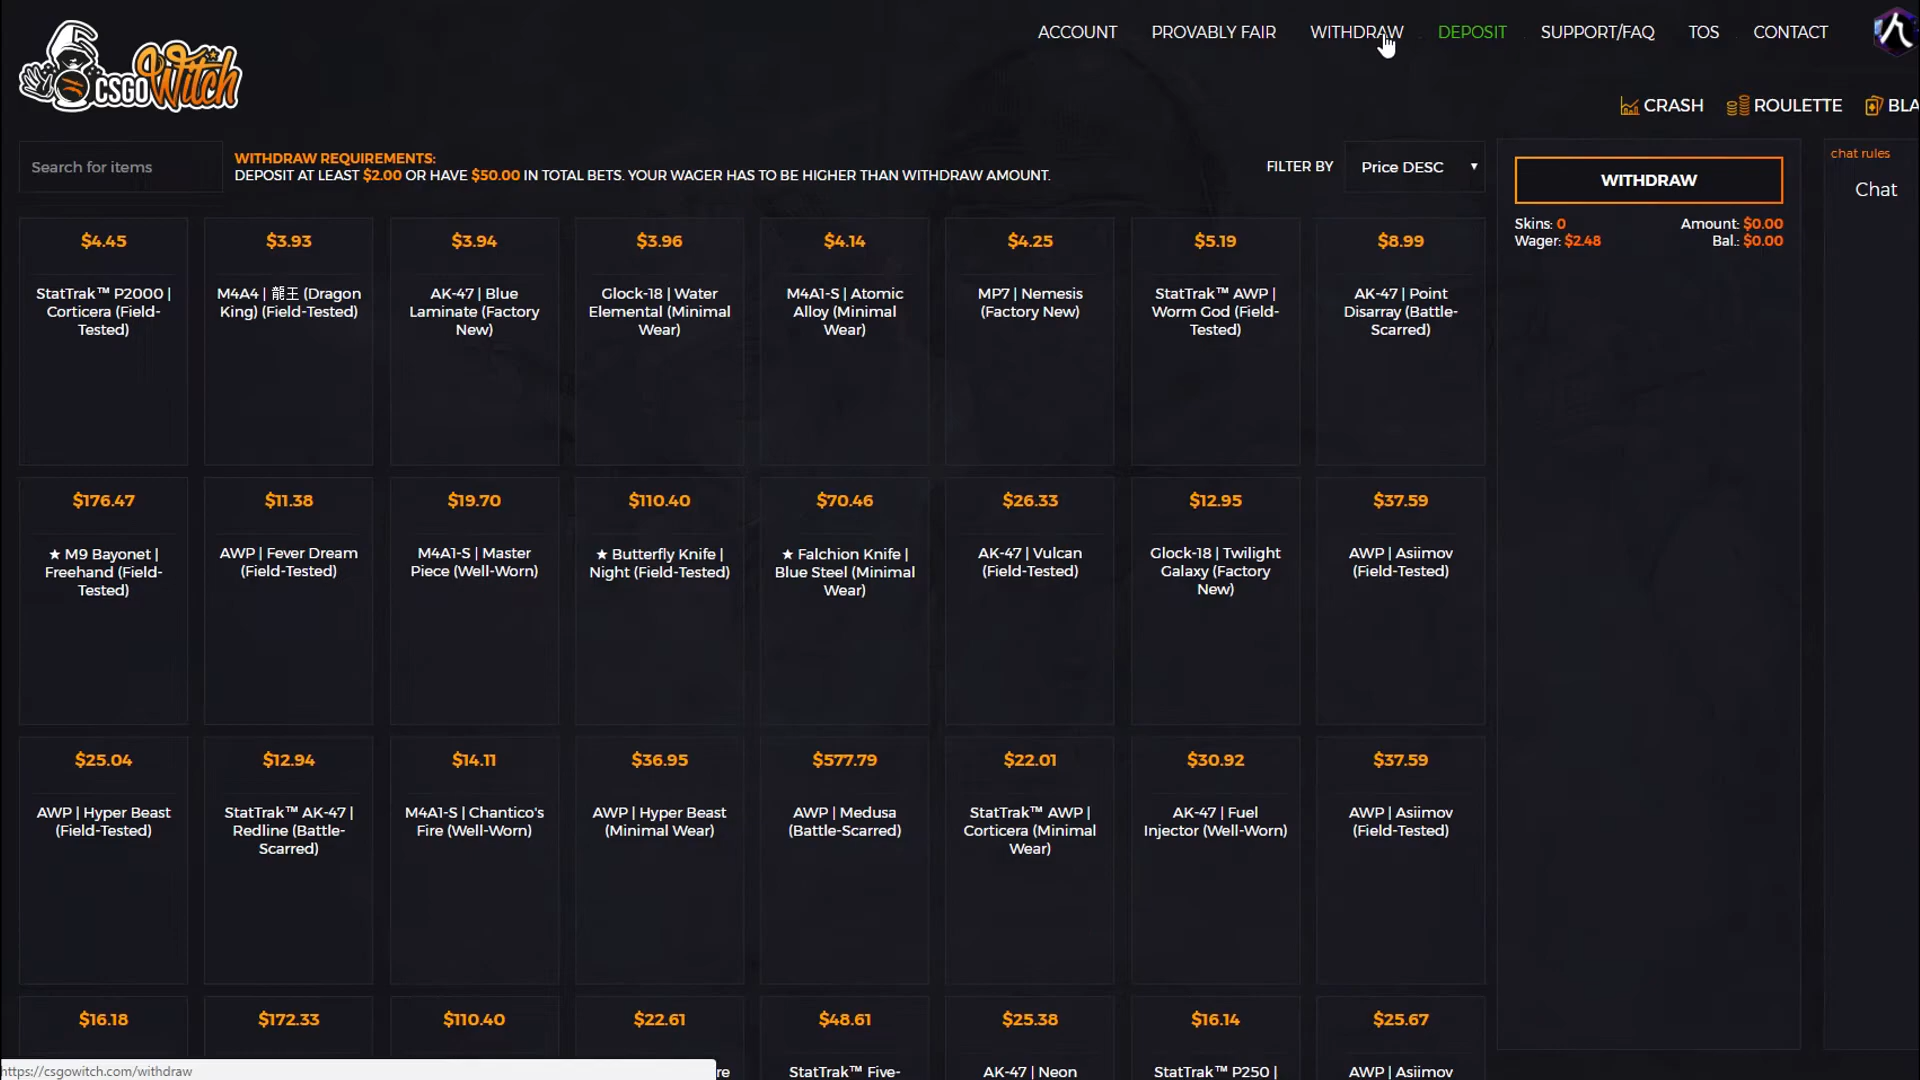 CSGO Witch
ACCOUNT PROVABLY FAIR WITHDRAW DEPOSIT SUPPORT/FAQ TOS CONTACT
CRASH ROULETTE BLA
Search for items
WITHDRAW REQUIREMENTS:
DEPOSIT AT LEAST $2.00 OR HAVE $50.00 IN TOTAL BETS. YOUR WAGER HAS TO BE HIGHER THAN WITHDRAW AMOUNT.
FILTER BY Price DESC
WITHDRAW
Skins: 0 Amount: $0.00
Wager: $2.48 Bal.: $0.00
chat rules
Chat
$4.45
StatTrak™ P2000 |
Corticera (Field-
Tested)
$3.93
M4A4 | 龍王 (Dragon
King) (Field-Tested)
$3.94
AK-47 | Blue
Laminate (Factory
New)
$3.96
Glock-18 | Water
Elemental (Minimal
Wear)
$4.14
M4A1-S | Atomic
Alloy (Minimal
Wear)
$4.25
MP7 | Nemesis
(Factory New)
$5.19
StatTrak™ AWP |
Worm God (Field-
Tested)
$8.99
AK-47 | Point
Disarray (Battle-
Scarred)
$176.47
★ M9 Bayonet |
Freehand (Field-
Tested)
$11.38
AWP | Fever Dream
(Field-Tested)
$19.70
M4A1-S | Master
Piece (Well-Worn)
$110.40
★ Butterfly Knife |
Night (Field-Tested)
$70.46
★ Falchion Knife |
Blue Steel (Minimal
Wear)
$26.33
AK-47 | Vulcan
(Field-Tested)
$12.95
Glock-18 | Twilight
Galaxy (Factory
New)
$37.59
AWP | Asiimov
(Field-Tested)
$25.04
AWP | Hyper Beast
(Field-Tested)
$12.94
StatTrak™ AK-47 |
Redline (Battle-
Scarred)
$14.11
M4A1-S | Chantico's
Fire (Well-Worn)
$36.95
AWP | Hyper Beast
(Minimal Wear)
$577.79
AWP | Medusa
(Battle-Scarred)
$22.01
StatTrak™ AWP |
Corticera (Minimal
Wear)
$30.92
AK-47 | Fuel
Injector (Well-Worn)
$37.59
AWP | Asiimov
(Field-Tested)
$16.18
$172.33
$110.40
$22.61
re
$48.61
StatTrak™ Five-
$25.38
AK-47 | Neon
$16.14
StatTrak™ P250 |
$25.67
AWP | Asiimov
https://csgowitch.com/withdraw